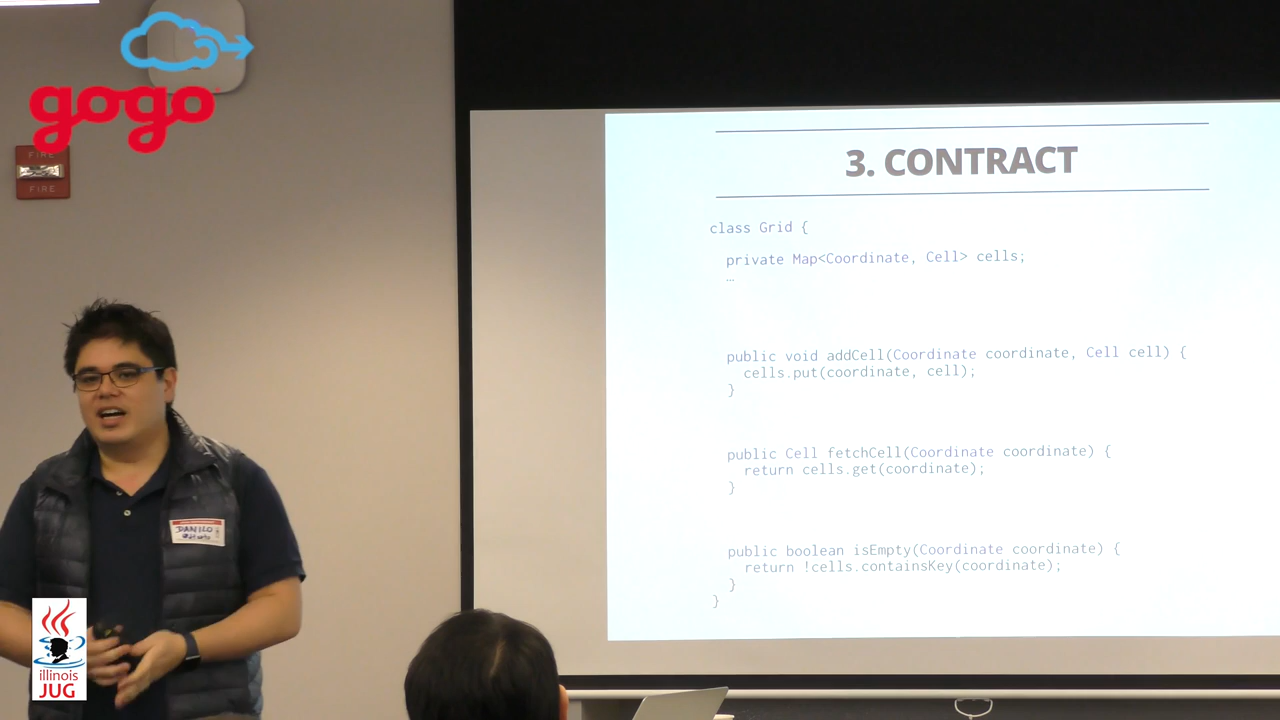 gogo
FIRE
FIRE
3. CONTRACT
class Grid {
private Map<Coordinate, Cell> cells;
…
public void addCell(Coordinate coordinate, Cell cell) {
cells.put(coordinate, cell);
}
public Cell fetchCell(Coordinate coordinate) {
return cells.get(coordinate);
}
public boolean isEmpty(Coordinate coordinate) {
return !cells.containsKey(coordinate);
}
}
DANILO
illinois
JUG